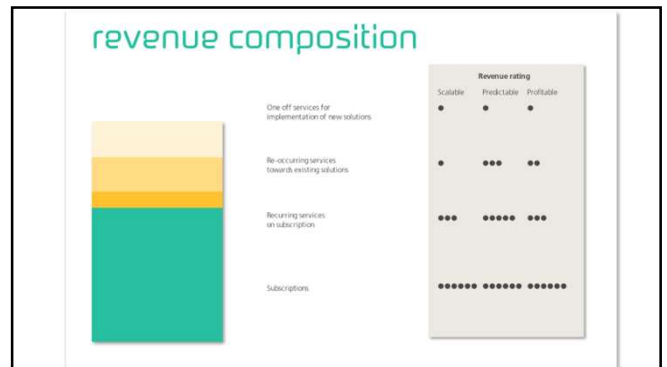 revenue composition
Revenue rating
Scalable Predictable Profitable
One off services for
implementation of new solutions
Re-occurring services
towards existing solutions
Recurring services
on subscription
Subscriptions